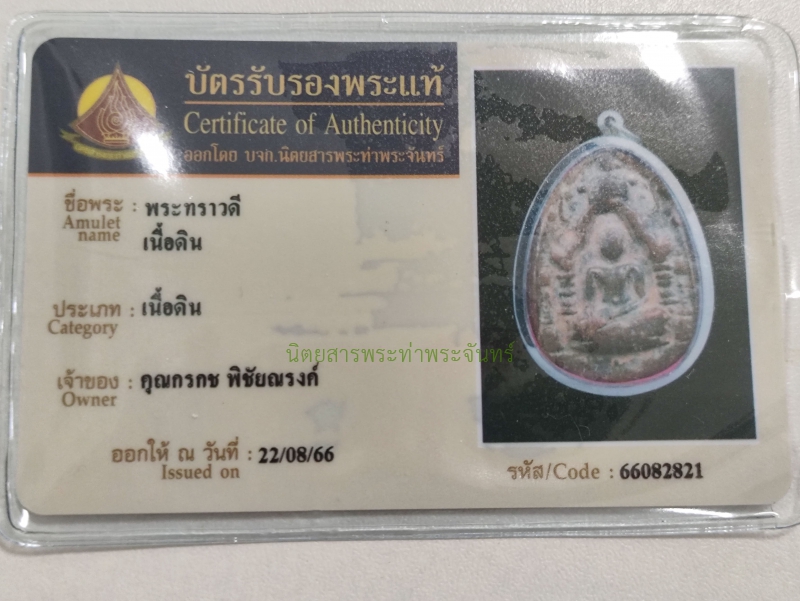 บัตรรับรองพระแท้
Certificate of Authenticity
ออกโดย บจก.นิตยสารพระท่าพระจันทร์
ชื่อพระ : พระทราวดี
Amulet
name
เนื้อดิน
ประเภท : เนื้อดิน
Category
นิตยสารพระท่าพระจันทร์
เจ้าของ : คุณกรกช พิชัยณรงค์
Owner
ออกให้ ณ วันที่ : 22/08/66
Issued on
รหัส/Code : 66082821